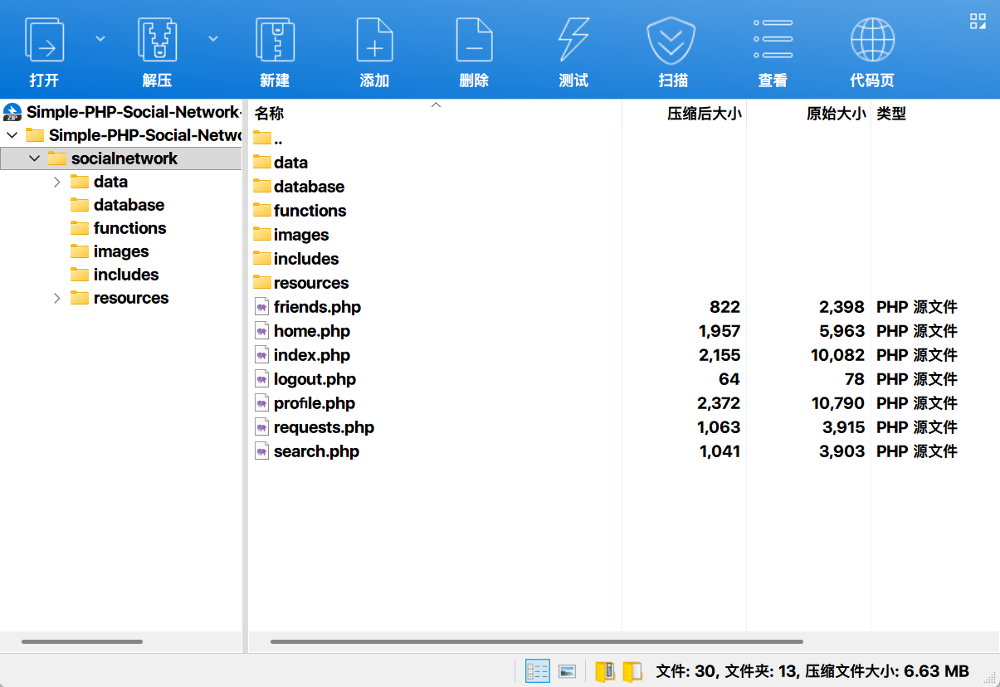 打开 解压 新建 添加 删除 测试 扫描 查看 代码页
Simple-PHP-Social-Network-
Simple-PHP-Social-Netwo
socialnetwork
data
database
functions
images
includes
resources
名称 压缩后大小 原始大小 类型
..
data
database
functions
images
includes
resources
friends.php 822 2,398 PHP 源文件
home.php 1,957 5,963 PHP 源文件
index.php 2,155 10,082 PHP 源文件
logout.php 64 78 PHP 源文件
profile.php 2,372 10,790 PHP 源文件
requests.php 1,063 3,915 PHP 源文件
search.php 1,041 3,903 PHP 源文件
文件: 30, 文件夹: 13, 压缩文件大小: 6.63 MB